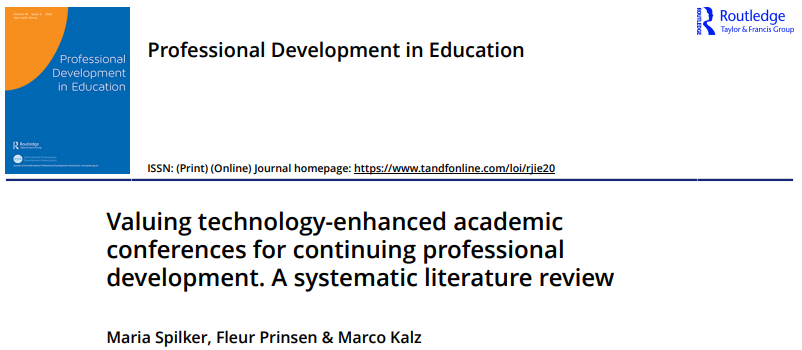 Professional
Development
in Education
Routledge
Professional Development in Education
Routledge
Taylor & Francis Group
ROUTLEDGE
ISSN: (Print) (Online) Journal homepage: https://www.tandfonline.com/loi/rjie20
Valuing technology-enhanced academic
conferences for continuing professional
development. A systematic literature review
Maria Spilker, Fleur Prinsen & Marco Kalz